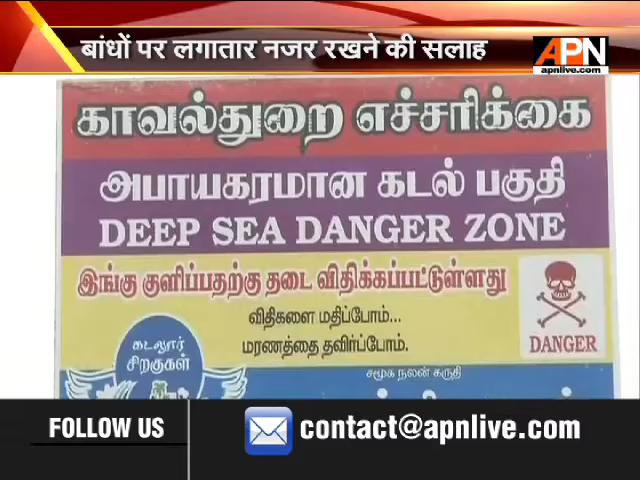 बांधों पर लगातार नजर रखने की सलाह
APN
apnlive.com
காவல்துறை எச்சரிக்கை
அபாயகரமான கடல் பகுதி
DEEP SEA DANGER ZONE
இங்கு குளிப்பதற்கு தடை விதிக்கப்பட்டுள்ளது
விதிகளை மதிப்போம்...
மரணத்தை தவிர்ப்போம்.
DANGER
கடலூர்
சிறகுகள்
சமூக நலன் கருதி
FOLLOW US
contact@apnlive.com